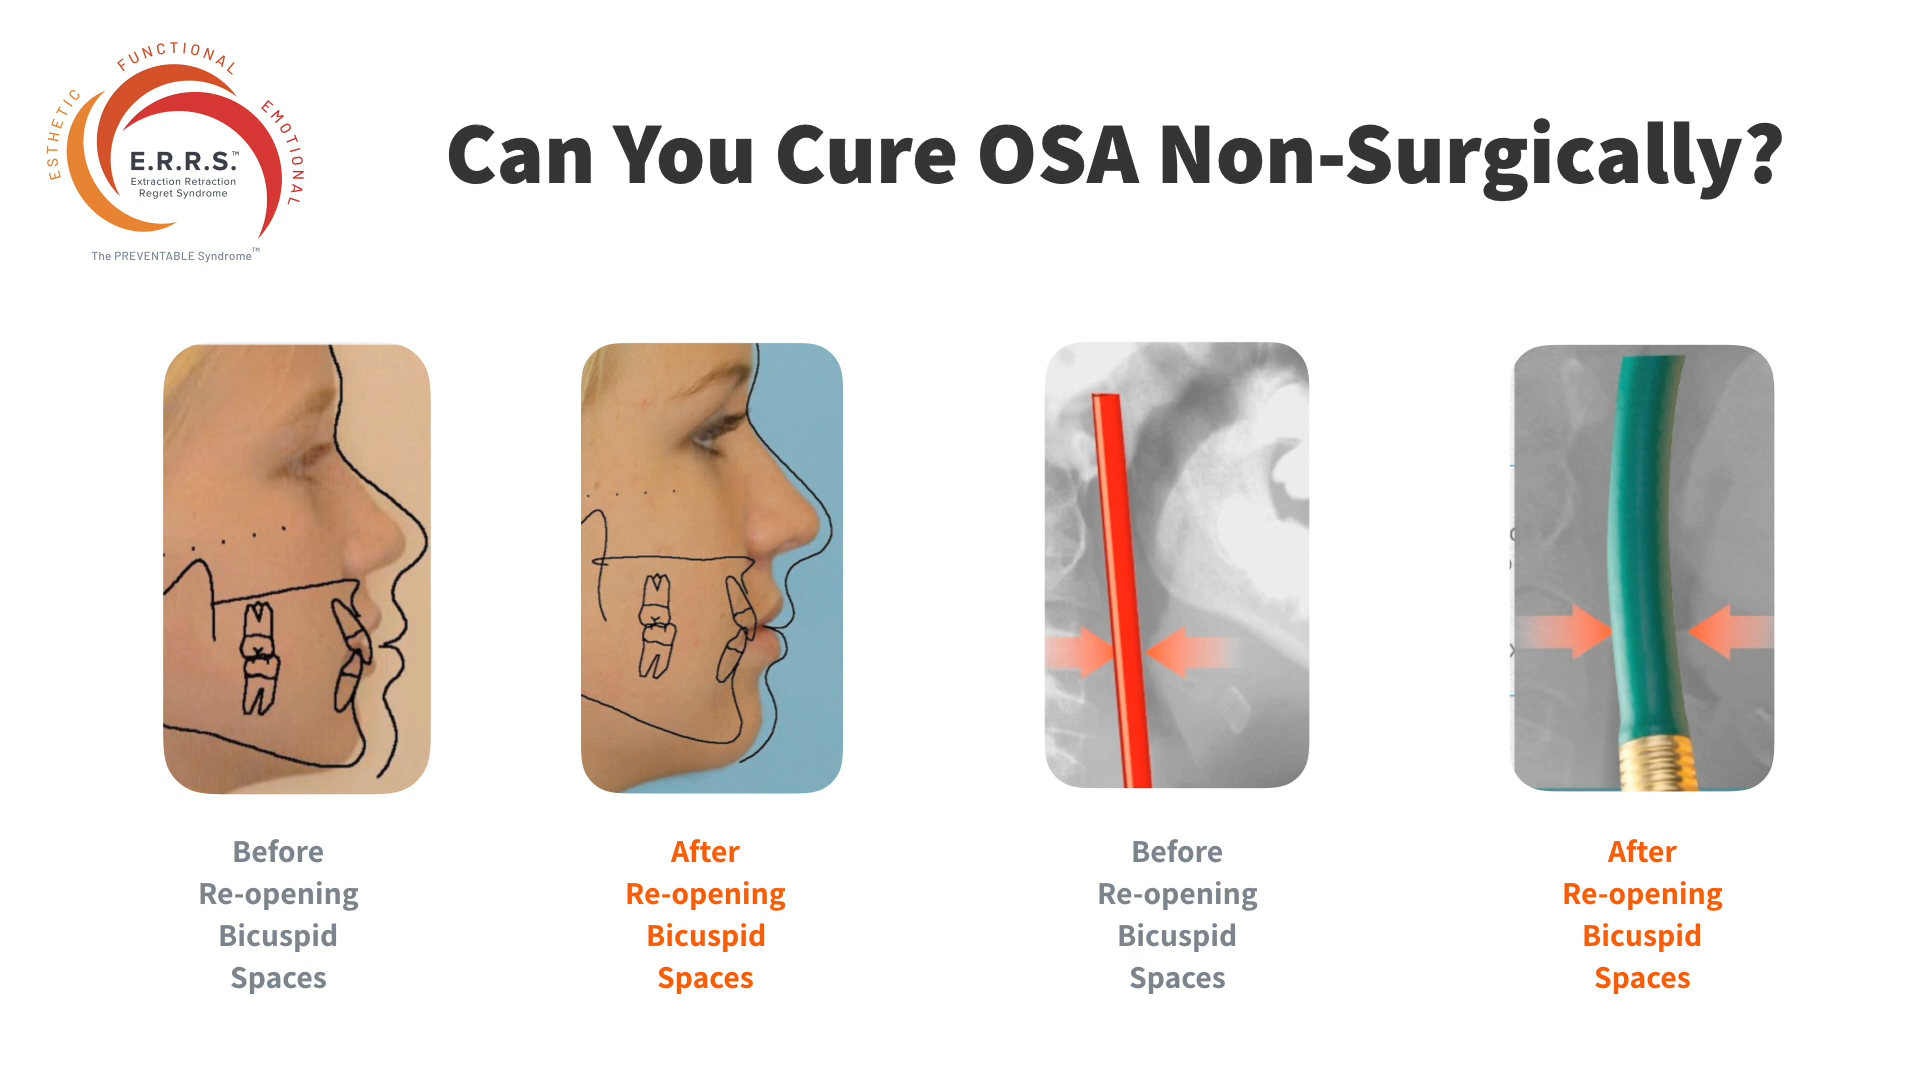 ESTHETIC
FUNCTIONAL
EMOTIONAL
E.R.R.S.™
Extraction Retraction
Regret Syndrome
The PREVENTABLE Syndrome™
Can You Cure OSA Non-Surgically?
Before
Re-opening
Bicuspid
Spaces
After
Re-opening
Bicuspid
Spaces
Before
Re-opening
Bicuspid
Spaces
After
Re-opening
Bicuspid
Spaces